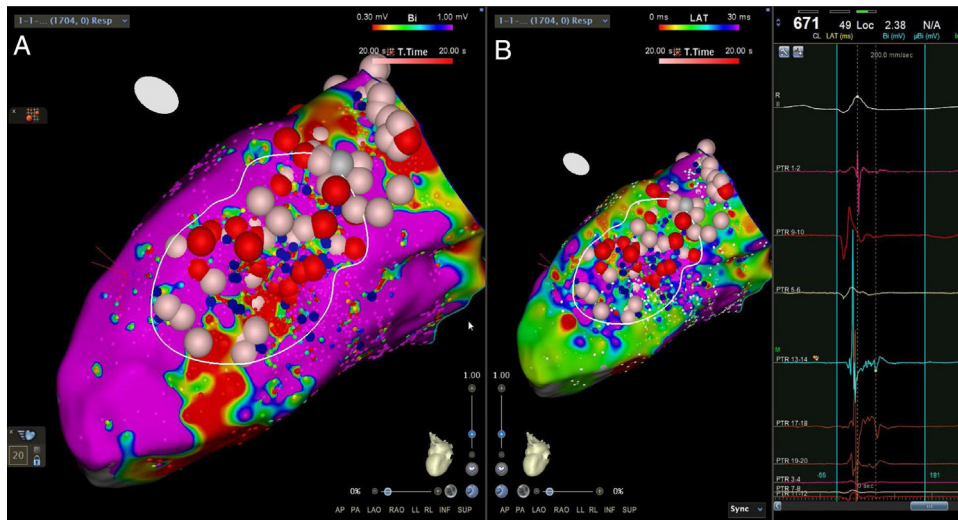 1-1-... (1704, 0) Resp
0.30 mV Bi 1.00 mV
A
20.00 s T.Time 20.00 s
1.00
20
0%
AP PA LAO RAO LL RL INF SUP
1-1-... (1704, 0) Resp
0 ms LAT 30 ms
B
20.00 s T.Time 20.00 s
1.00
0%
AP PA LAO RAO LL RL INF SUP
Sync
671 49 Loc 2.38 N/A
CL LAT (ms) Bi (mV) µBi (mV)
200.0 mm/sec
R
PTR 1-2
PTR 9-10
PTR 5-6
M
PTR 13-14
PTR 17-18
PTR 19-20
-55 181
PTR 3-4
PTR 7-8
0 sec
PTR 11-12